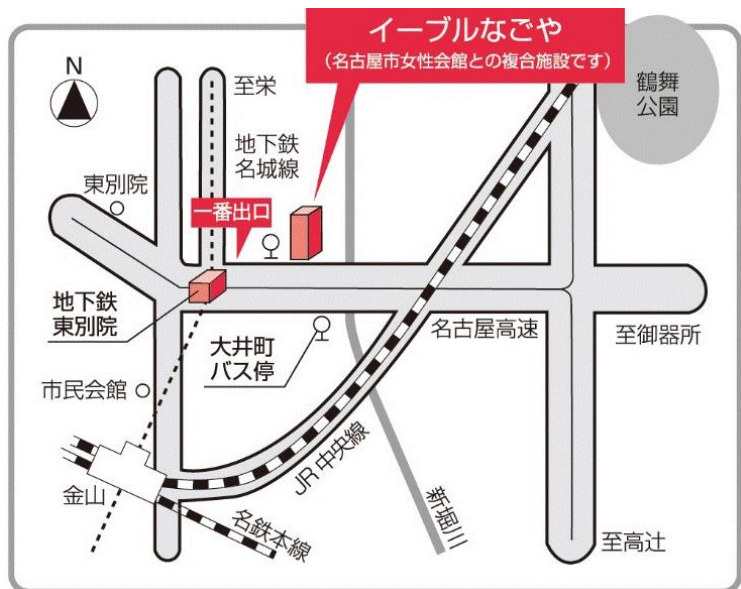 イーブルなごや
(名古屋市女性会館との複合施設です)
N
至栄
鶴舞
公園
地下鉄
名城線
東別院
一番出口
地下鉄
東別院
大井町
バス停
名古屋高速
至御器所
市民会館
JR中央線
金山
名鉄本線
新堀川
至高辻